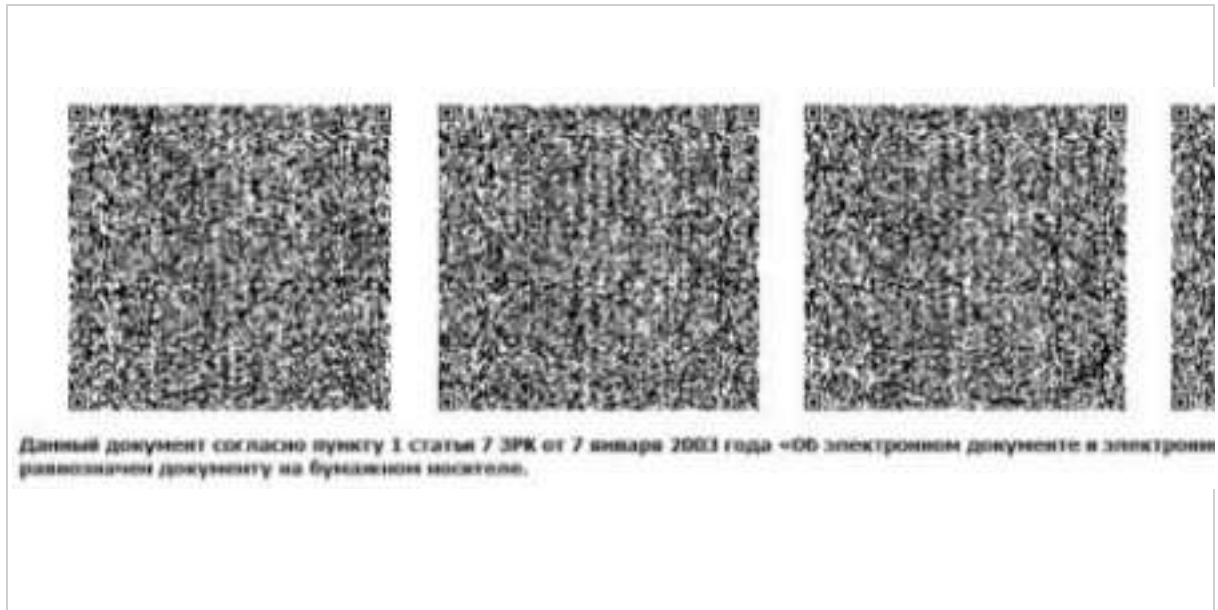 Данный документ согласно пункту 1 статьи 7 ЗРК от 7 января 2003 года «Об электронном документе и
равнозначен документу на бумажном носителе.